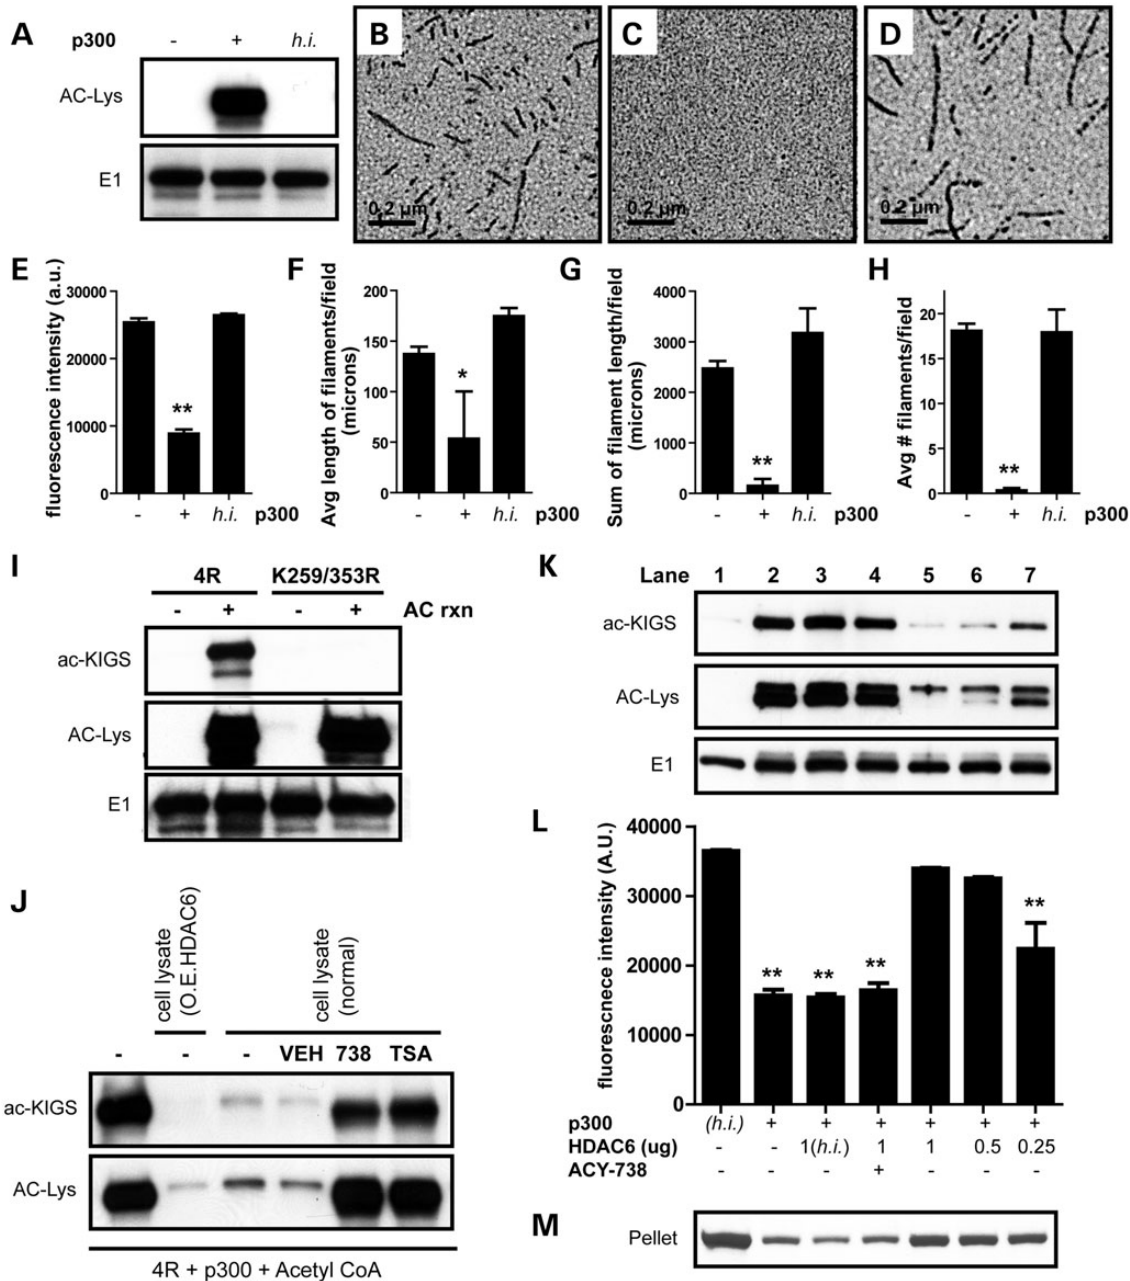 A
p300 - + h.i.
AC-Lys
E1
B
0.2 µm
C
0.2 µm
D
0.2 µm
E
fluorescence intensity (a.u.)
30000
20000
10000
0
- + h.i. p300
F
Avg length of filaments/field
(microns)
200
150
100
50
0
*
**
- + h.i. p300
G
Sum of filament length/field
(microns)
4000
3000
2000
1000
0
**
- + h.i. p300
H
Avg # filaments/field
20
15
10
5
0
**
- + h.i. p300
I
4R K259/353R
- + - + AC rxn
ac-KIGS
AC-Lys
E1
J
cell lysate
(O.E.HDAC6)
cell lysate
(normal)
- - - VEH 738 TSA
ac-KIGS
AC-Lys
4R + p300 + Acetyl CoA
K
Lane 1 2 3 4 5 6 7
ac-KIGS
AC-Lys
E1
L
fluorescnece intensity (A.U.)
40000
30000
20000
10000
0
** ** ** **
p300 (h.i.) + + + + + +
HDAC6 (ug) - - 1(h.i.) 1 1 0.5 0.25
ACY-738 - - - + - - -
M
Pellet